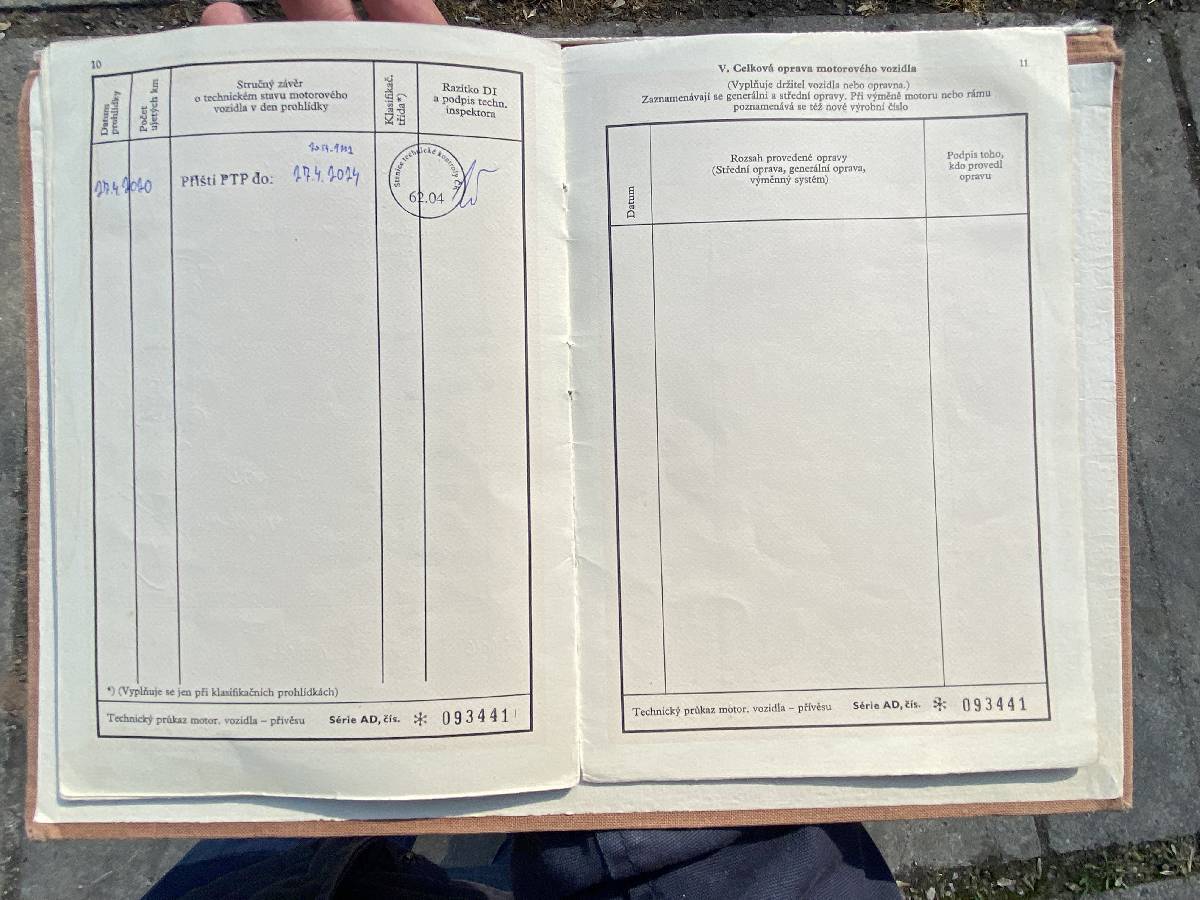 10
Datum
prohlídky
Počet
ujetých km
Stručný závěr
o technickém stavu motorového
vozidla v den prohlídky
Klasifikač.
třída*)
Razítko DI
a podpis techn.
inspektora
27.4.2020
Příští PTP do:
27.4.2024
Stanice technické kontroly ČR
62.04
*) (Vyplňuje se jen při klasifikačních prohlídkách)
Technický průkaz motor. vozidla – přívěsu Série AD, čís. 093441
11
V. Celková oprava motorového vozidla
(Vyplňuje držitel vozidla nebo opravna.)
Zaznamenávají se generální a střední opravy. Při výměně motoru nebo rámu
poznamenává se též nové výrobní číslo
Datum
Rozsah provedené opravy
(Střední oprava, generální oprava,
výměnný systém)
Podpis toho,
kdo provedl
opravu
Technický průkaz motor. vozidla – přívěsu Série AD, čís. 093441